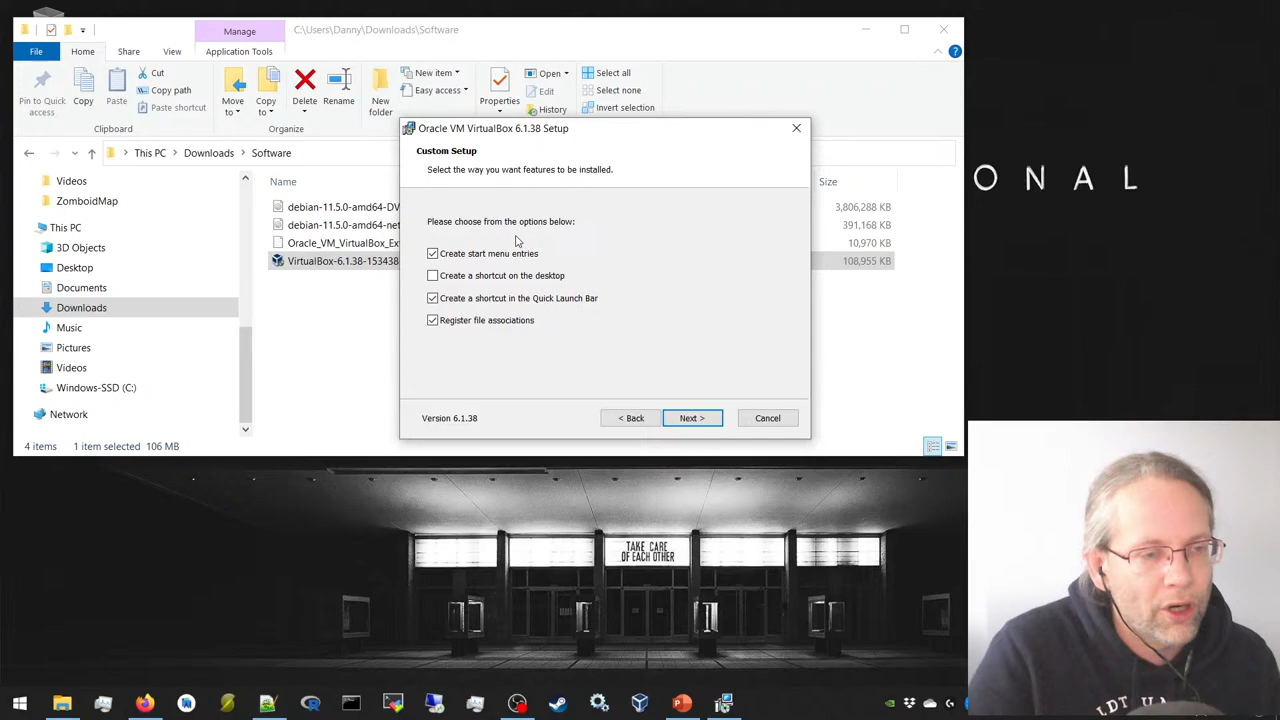 Manage
C:\Users\Danny\Downloads\Software
File
Home
Share
View
Application Tools
Pin to Quick access
Copy
Paste
Cut
Copy path
Paste shortcut
Clipboard
Move to
Copy to
Delete
Rename
Organize
New folder
New item
Easy access
Properties
Open
Edit
History
Select all
Select none
Invert selection
This PC
Downloads
Software
Videos
ZomboidMap
This PC
3D Objects
Desktop
Documents
Downloads
Music
Pictures
Videos
Windows-SSD (C:)
Network
Name
Size
debian-11.5.0-amd64-DV
3,806,288 KB
debian-11.5.0-amd64-net
391,168 KB
Oracle_VM_VirtualBox_Ex
10,970 KB
VirtualBox-6.1.38-153438
108,955 KB
4 items
1 item selected 106 MB
Oracle VM VirtualBox 6.1.38 Setup
Custom Setup
Select the way you want features to be installed.
Please choose from the options below:
Create start menu entries
Create a shortcut on the desktop
Create a shortcut in the Quick Launch Bar
Register file associations
Version 6.1.38
< Back
Next >
Cancel
O N A L
TAKE CARE
OF EACH OTHER